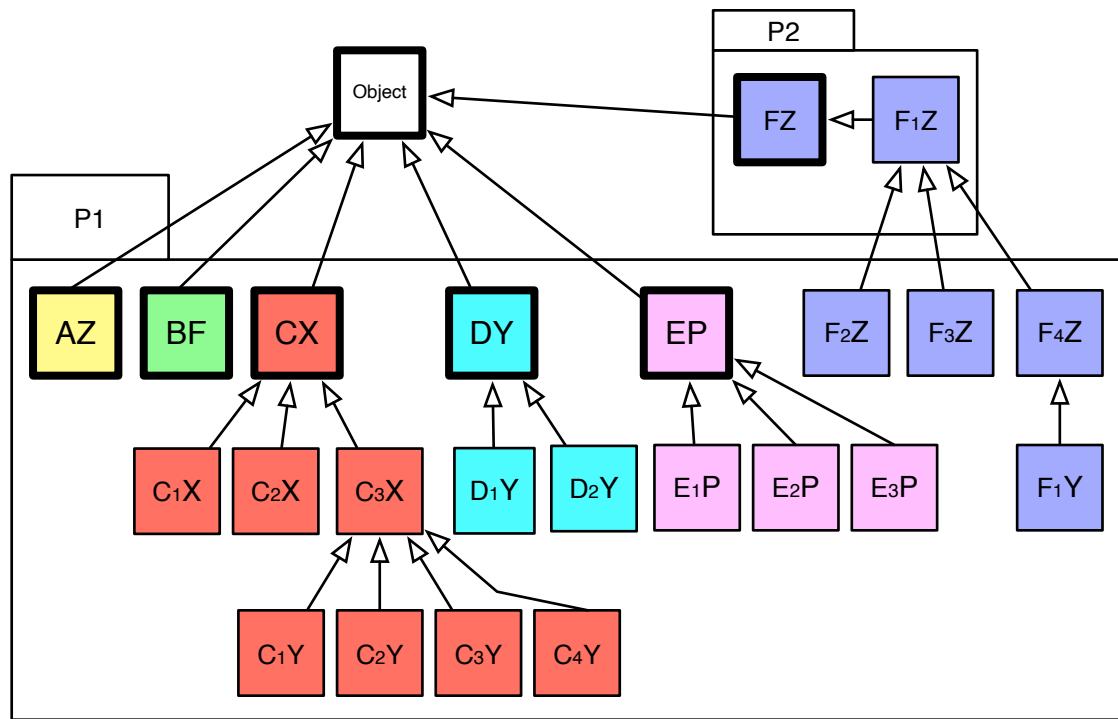 P2
Object
FZ
F1Z
P1
AZ
BF
CX
DY
EP
F2Z
F3Z
F4Z
C1X
C2X
C3X
D1Y
D2Y
E1P
E2P
E3P
F1Y
C1Y
C2Y
C3Y
C4Y